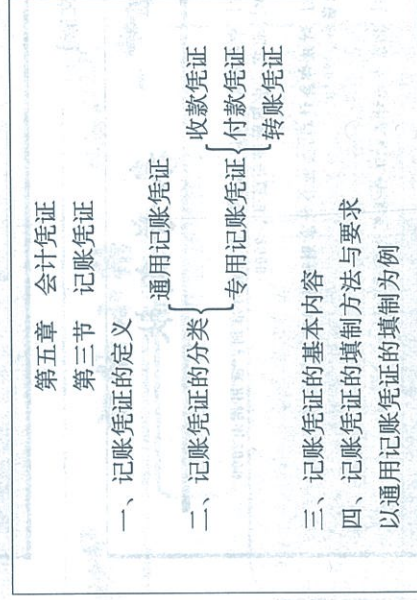 第五章 会计凭证
第三节 记账凭证
一、记账凭证的定义
通用记账凭证
二、记账凭证的分类
收款凭证
专用记账凭证
付款凭证
转账凭证
三、记账凭证的基本内容
四、记账凭证的填制方法与要求
以通用记账凭证的填制为例